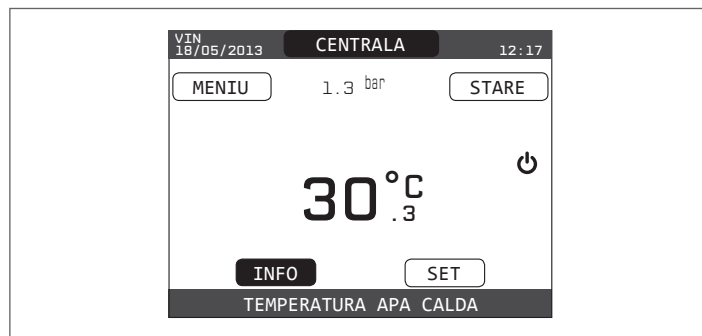 VIN
18/05/2013 CENTRALA 12:17
MENIU 1.3 bar STARE
30.3 °C
INFO SET
TEMPERATURA APA CALDA